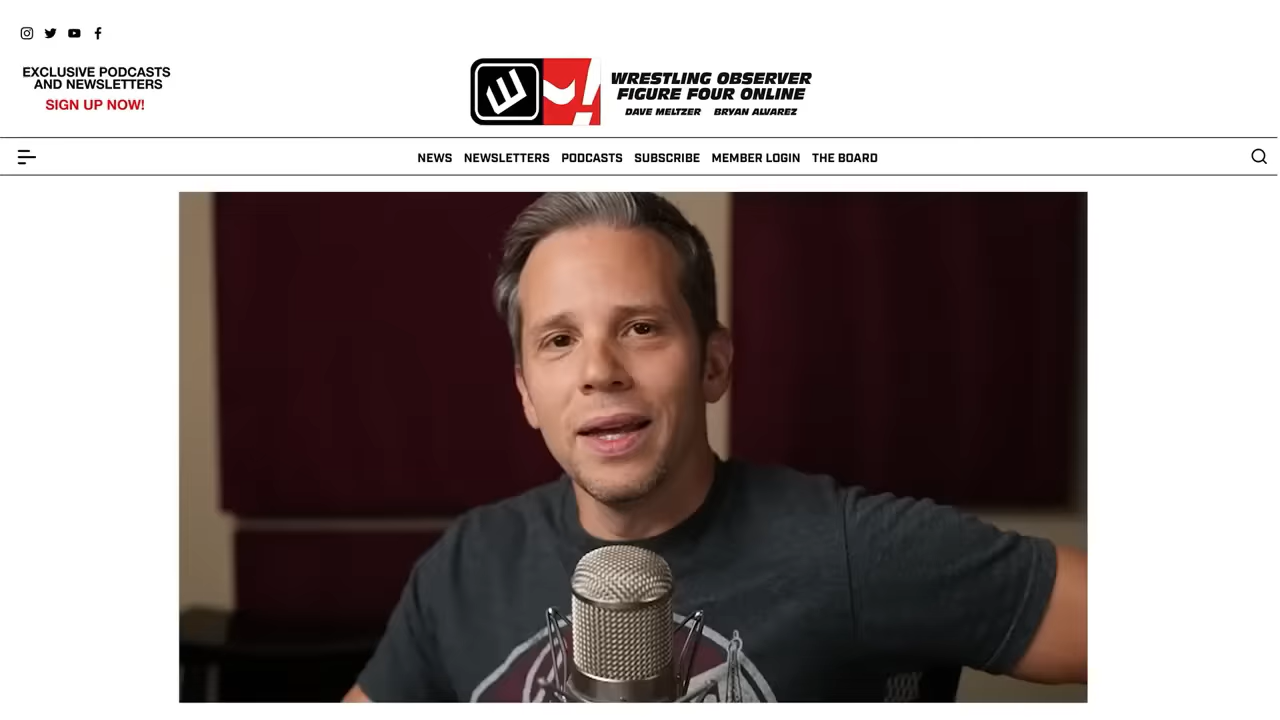 EXCLUSIVE PODCASTS
AND NEWSLETTERS
SIGN UP NOW!
WRESTLING OBSERVER
FIGURE FOUR ONLINE
DAVE MELTZER BRYAN ALVAREZ
NEWS NEWSLETTERS PODCASTS SUBSCRIBE MEMBER LOGIN THE BOARD